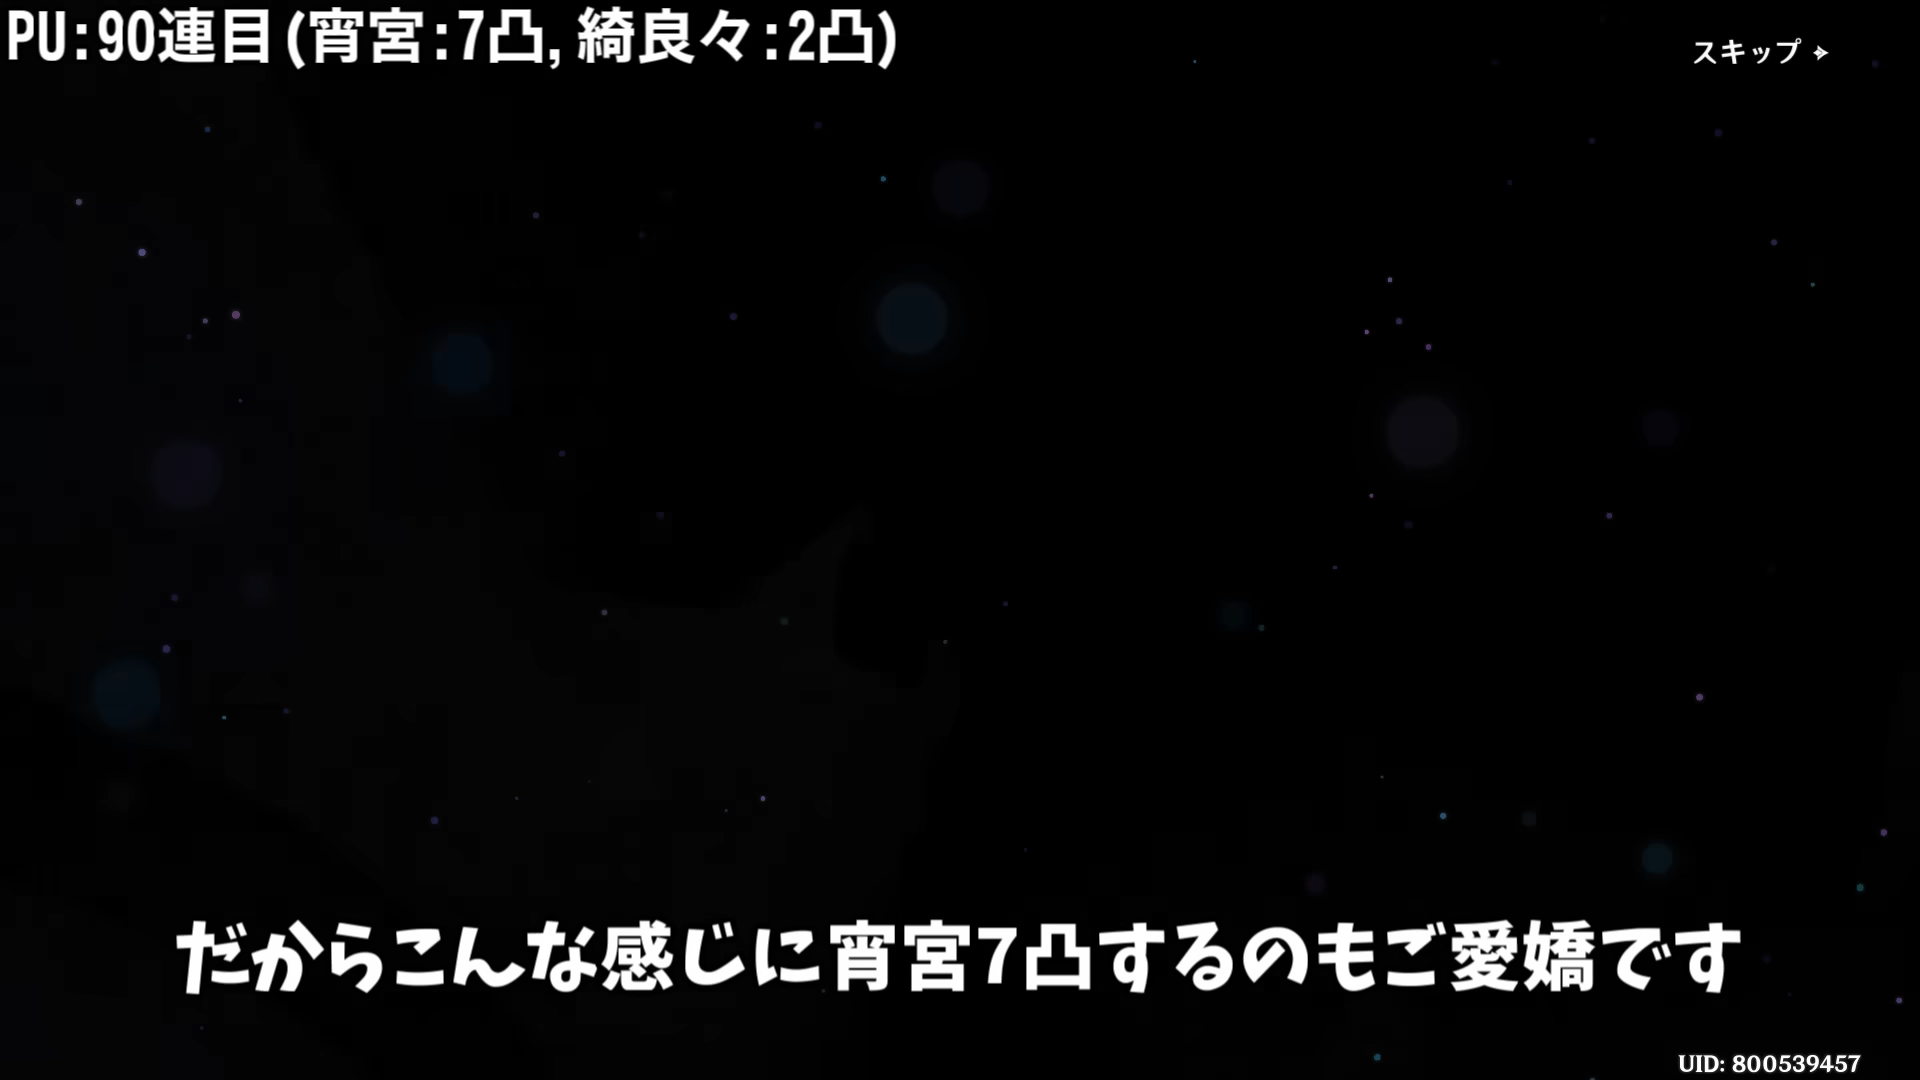 PU:90連目(宵宮:7凸,綺良々:2凸)
スキップ
だからこんな感じに宵宮7凸するのもご愛嬌です
UID: 800539457